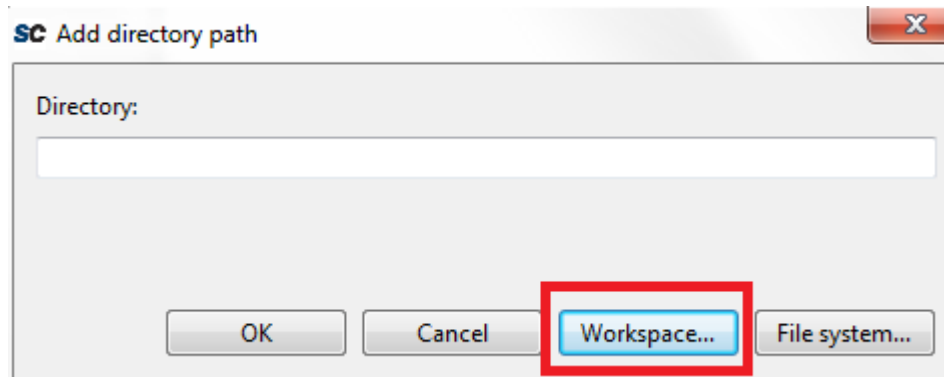 SC Add directory path
Directory:
OK Cancel Workspace... File system...